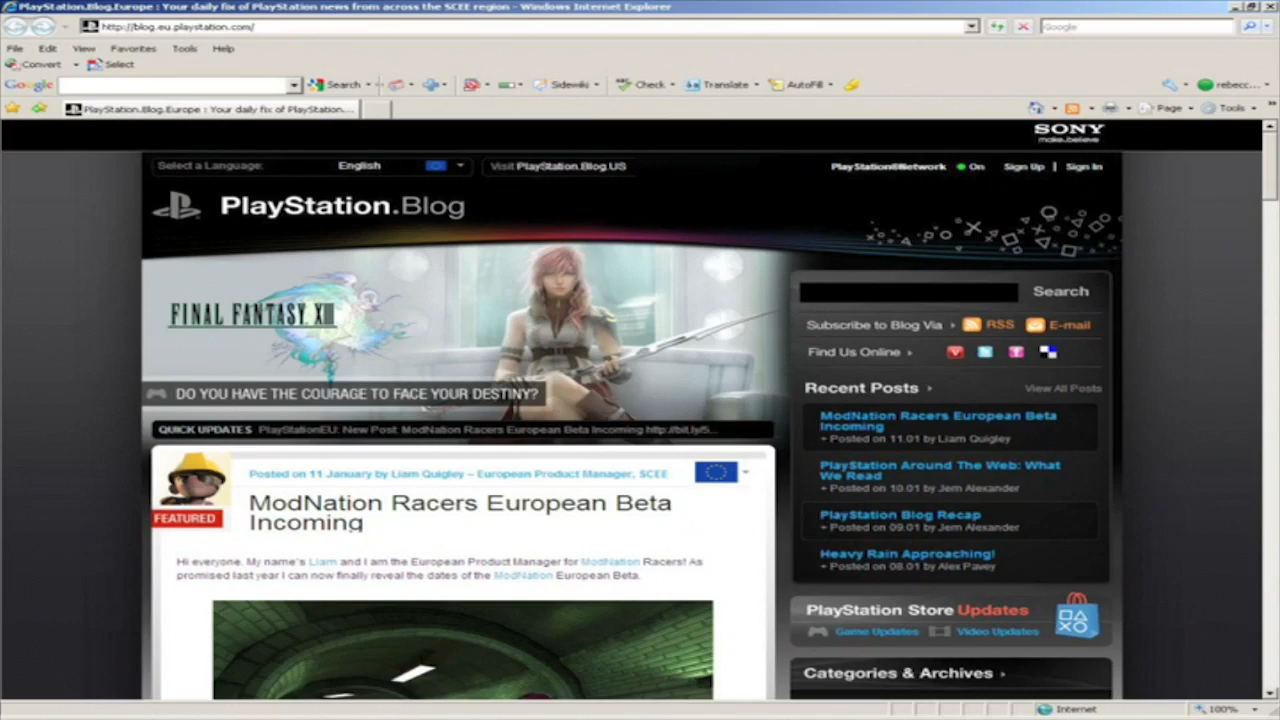 PlayStation.Blog.Europe : Your daily fix of PlayStation news from across the SCEE region - Windows Internet Explorer
http://blog.eu.playstation.com/
Google
File Edit View Favorites Tools Help
Convert Select
Google Search Sidewiki Check Translate AutoFill rebecc...
PlayStation.Blog.Europe : Your daily fix of PlayStation.... Page Tools
SONY
make.believe
Select a Language: English Visit PlayStation.Blog.US PlayStation®Network On Sign Up | Sign In
PlayStation.Blog
FINAL FANTASY XIII
DO YOU HAVE THE COURAGE TO FACE YOUR DESTINY?
QUICK UPDATES PlayStationEU: New Post: ModNation Racers European Beta Incoming http://bit.ly/5...
Posted on 11 January by Liam Quigley – European Product Manager, SCEE
FEATURED
ModNation Racers European Beta
Incoming
Hi everyone. My name's Liam and I am the European Product Manager for ModNation Racers! As
promised last year I can now finally reveal the dates of the ModNation European Beta.
Search
Subscribe to Blog Via RSS E-mail
Find Us Online
Recent Posts View All Posts
ModNation Racers European Beta
Incoming
Posted on 11.01 by Liam Quigley
PlayStation Around The Web: What
We Read
Posted on 10.01 by Jem Alexander
PlayStation Blog Recap
Posted on 09.01 by Jem Alexander
Heavy Rain Approaching!
Posted on 08.01 by Alex Pavey
PlayStation Store Updates
Game Updates Video Updates
Categories & Archives
Internet 100%